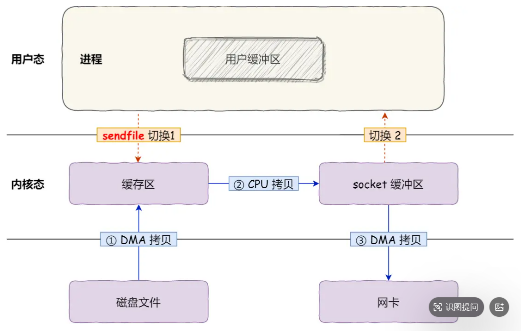 用户态
进程
用户缓冲区
sendfile 切换1
切换 2
内核态
缓存区
② CPU 拷贝
socket 缓冲区
① DMA 拷贝
③ DMA 拷贝
磁盘文件
网卡
识图提问